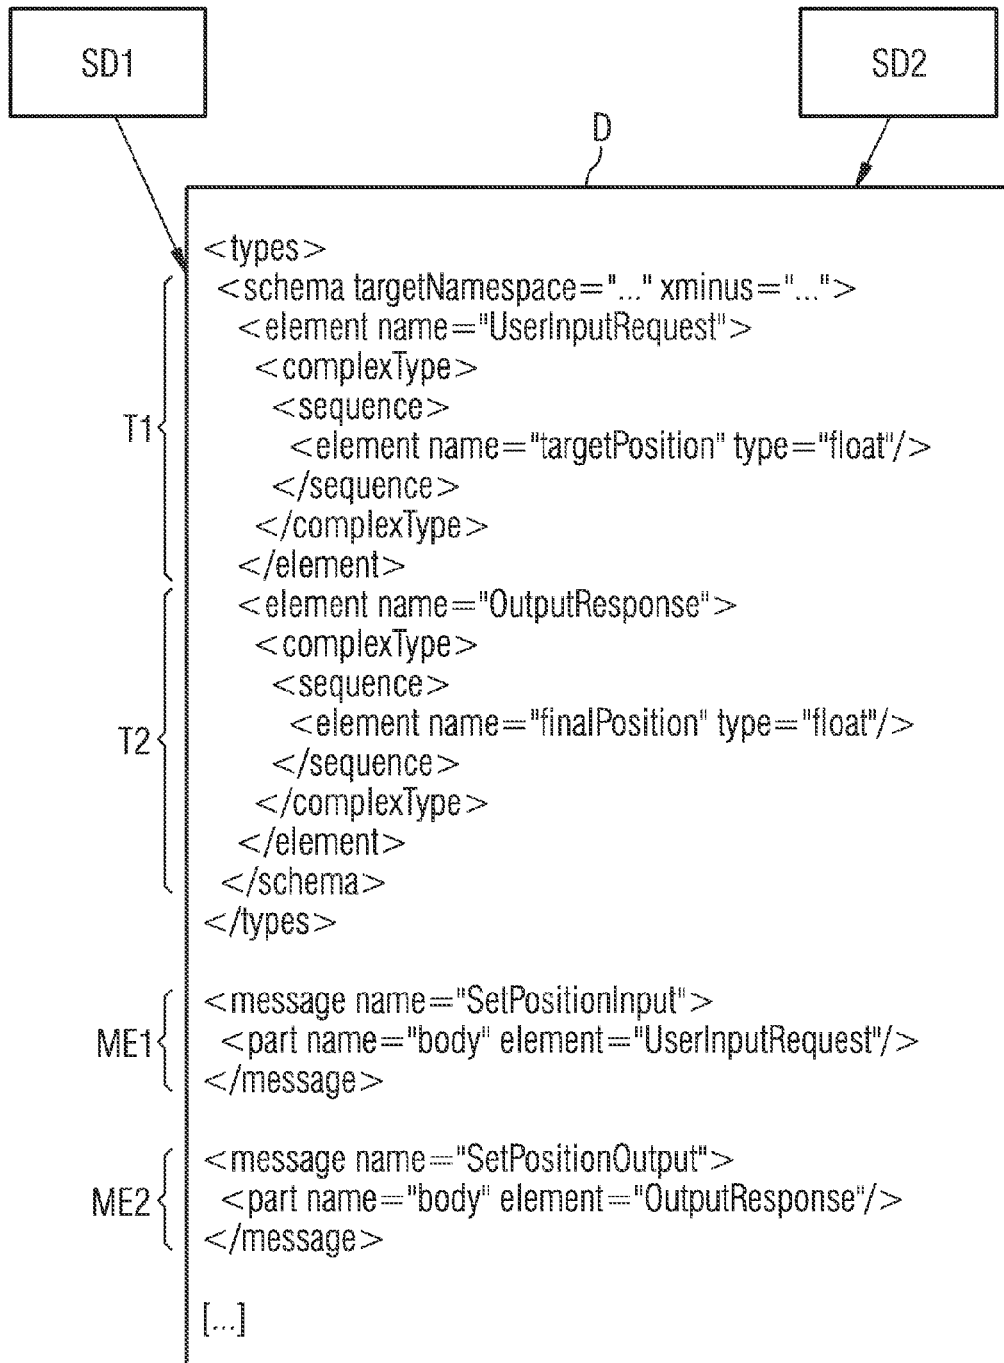 SD1
SD2
D
<types>
<schema targetNamespace="..." xminus="...">
<element name="UserInputRequest">
<complexType>
<sequence>
T1
<element name="targetPosition" type="float"/>
</sequence>
</complexType>
</element>
<element name="OutputResponse">
<complexType>
<sequence>
<element name="finalPosition" type="float"/>
T2
</sequence>
</complexType>
</element>
</schema>
</types>
<message name="SetPositionInput">
ME1
<part name="body" element="UserInputRequest"/>
</message>
<message name="SetPositionOutput">
ME2
<part name="body" element="OutputResponse"/>
</message>
[...]